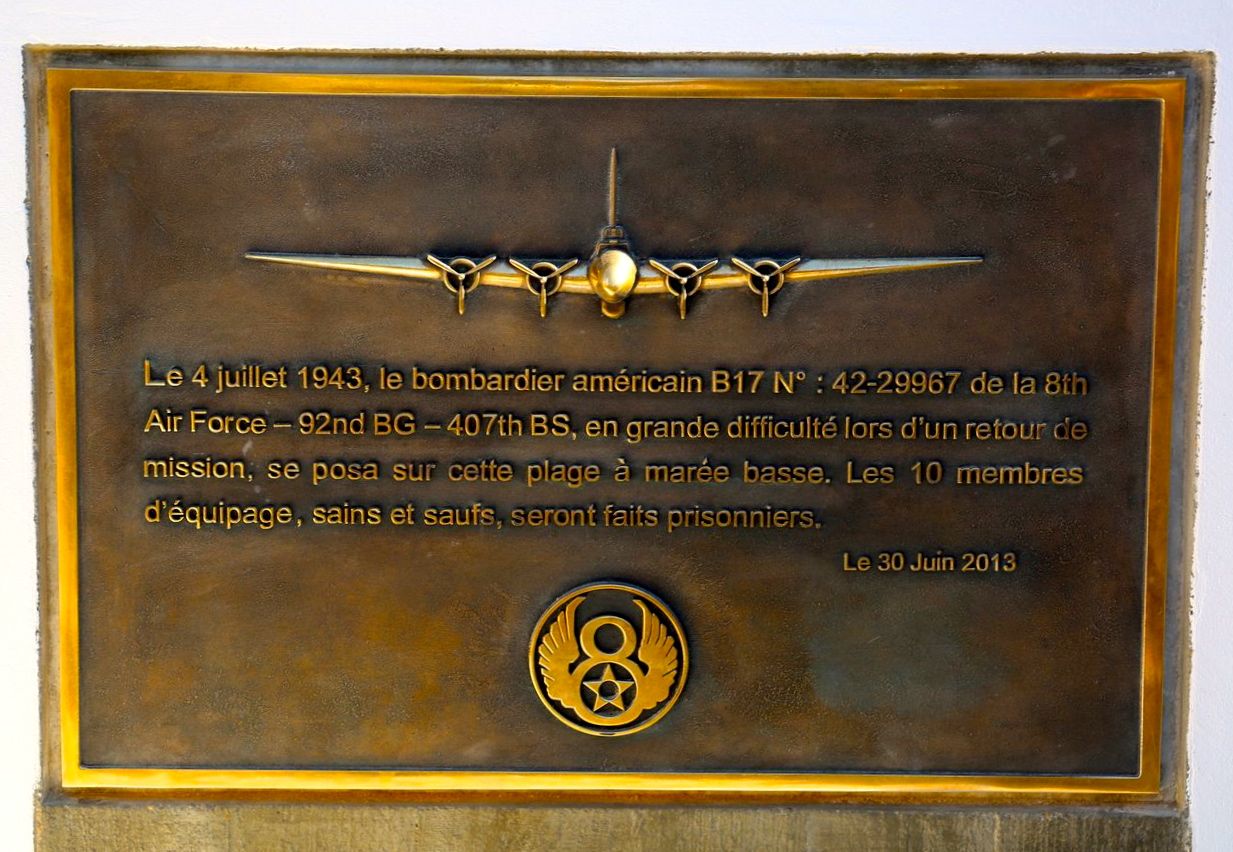 Le 4 juillet 1943, le bombardier américain B17 N° : 42-29967 de la 8th
Air Force – 92nd BG – 407th BS, en grande difficulté lors d'un retour de
mission, se posa sur cette plage à marée basse. Les 10 membres
d'équipage, sains et saufs, seront faits prisonniers.
Le 30 Juin 2013
8